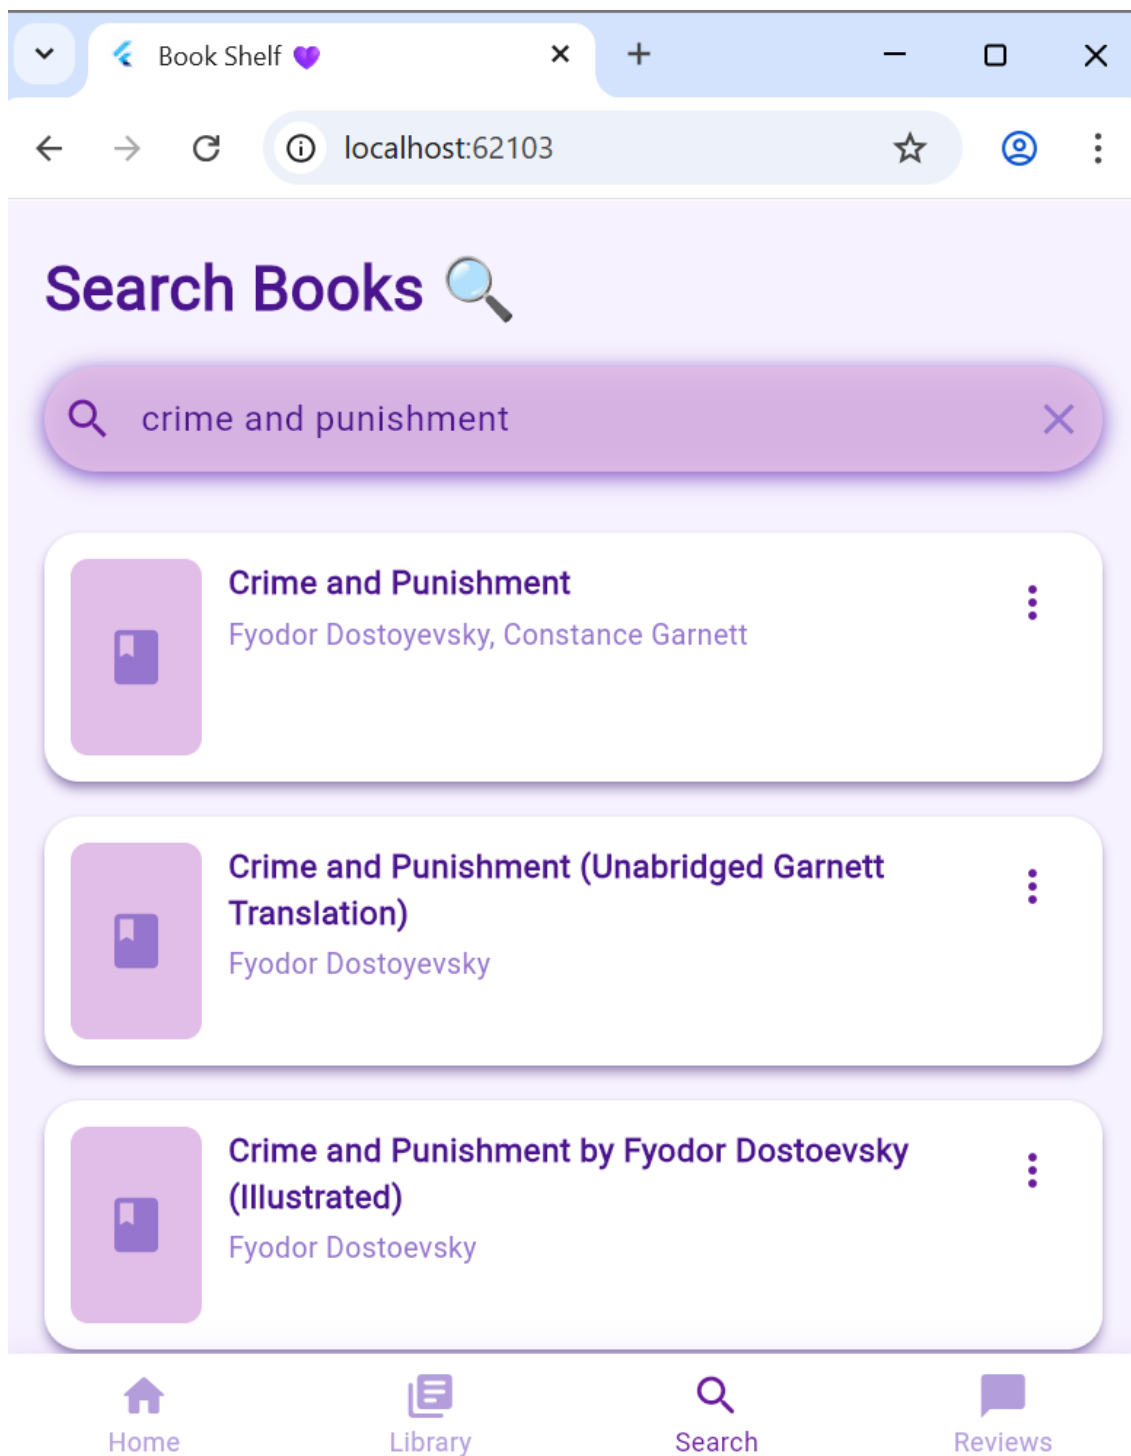 Book Shelf 💜
localhost:62103
Search Books 🔍
crime and punishment
Crime and Punishment
Fyodor Dostoyevsky, Constance Garnett
Crime and Punishment (Unabridged Garnett
Translation)
Fyodor Dostoyevsky
Crime and Punishment by Fyodor Dostoevsky
(Illustrated)
Fyodor Dostoevsky
Home
Library
Search
Reviews